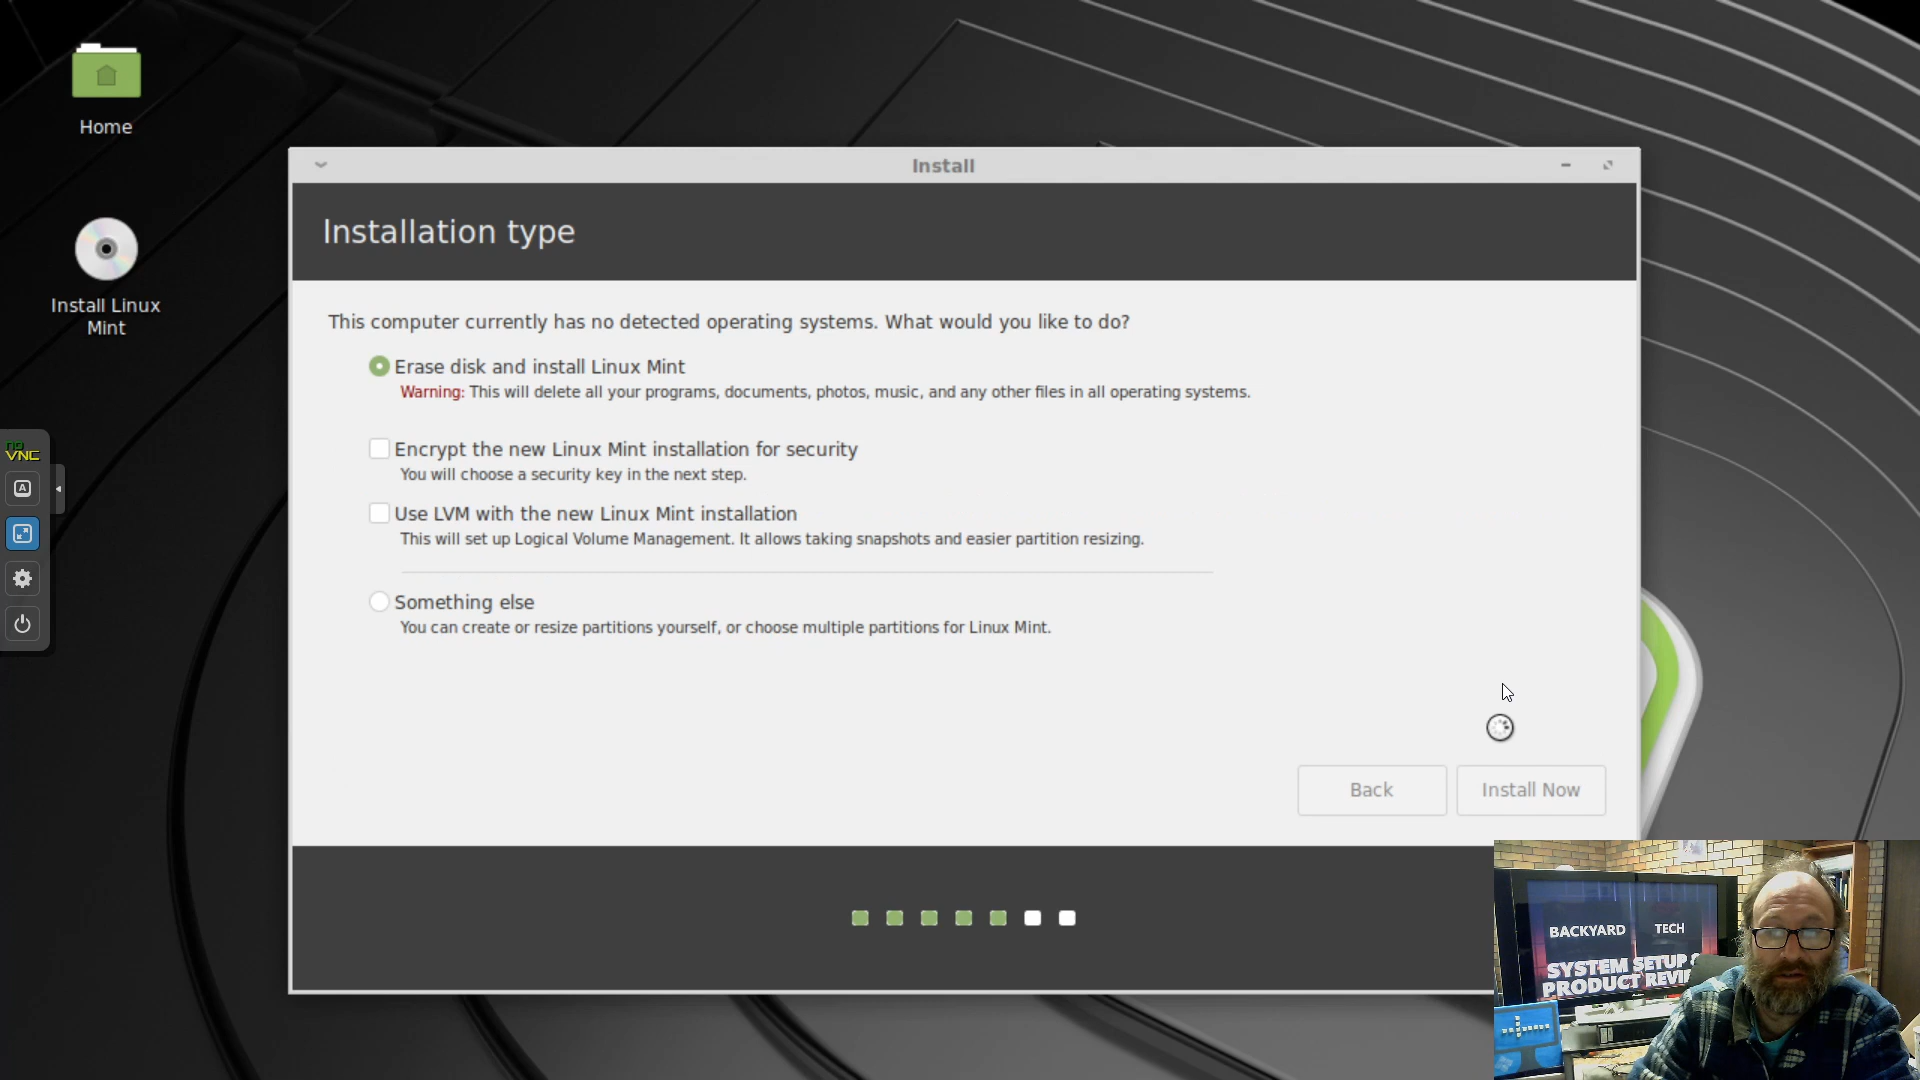 Home
Install Linux
Mint
no
VNC
A
Install
Installation type
This computer currently has no detected operating systems. What would you like to do?
Erase disk and install Linux Mint
Warning: This will delete all your programs, documents, photos, music, and any other files in all operating systems.
Encrypt the new Linux Mint installation for security
You will choose a security key in the next step.
Use LVM with the new Linux Mint installation
This will set up Logical Volume Management. It allows taking snapshots and easier partition resizing.
Something else
You can create or resize partitions yourself, or choose multiple partitions for Linux Mint.
Back
Install Now
BACKYARD TECH
SYSTEM SETUP
PRODUCT REVI